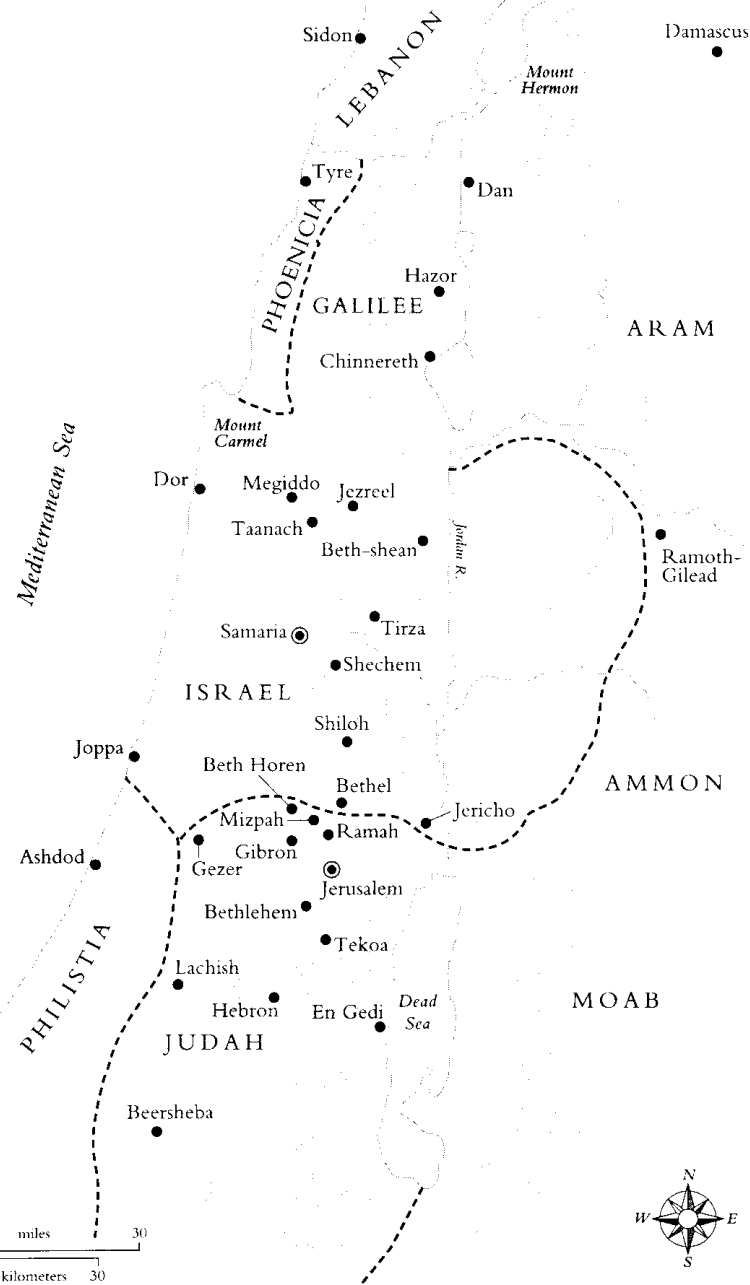 Sidon
LEBANON
Damascus
Mount
Hermon
Tyre
Dan
PHOENICIA
Hazor
GALILEE
ARAM
Chinnereth
Mount
Carmel
Mediterranean Sea
Dor
Megiddo
Jezreel
Taanach
Beth-shean
Jordan R.
Ramoth-
Gilead
Samaria
Tirza
Shechem
ISRAEL
Shiloh
Joppa
Beth Horen
Bethel
AMMON
Mizpah
Ramah
Jericho
Gibron
Ashdod
Gezer
Jerusalem
Bethlehem
Tekoa
PHILISTIA
Lachish
Hebron
En Gedi
Dead
Sea
MOAB
JUDAH
Beersheba
N
W
E
S
miles 30
kilometers 30